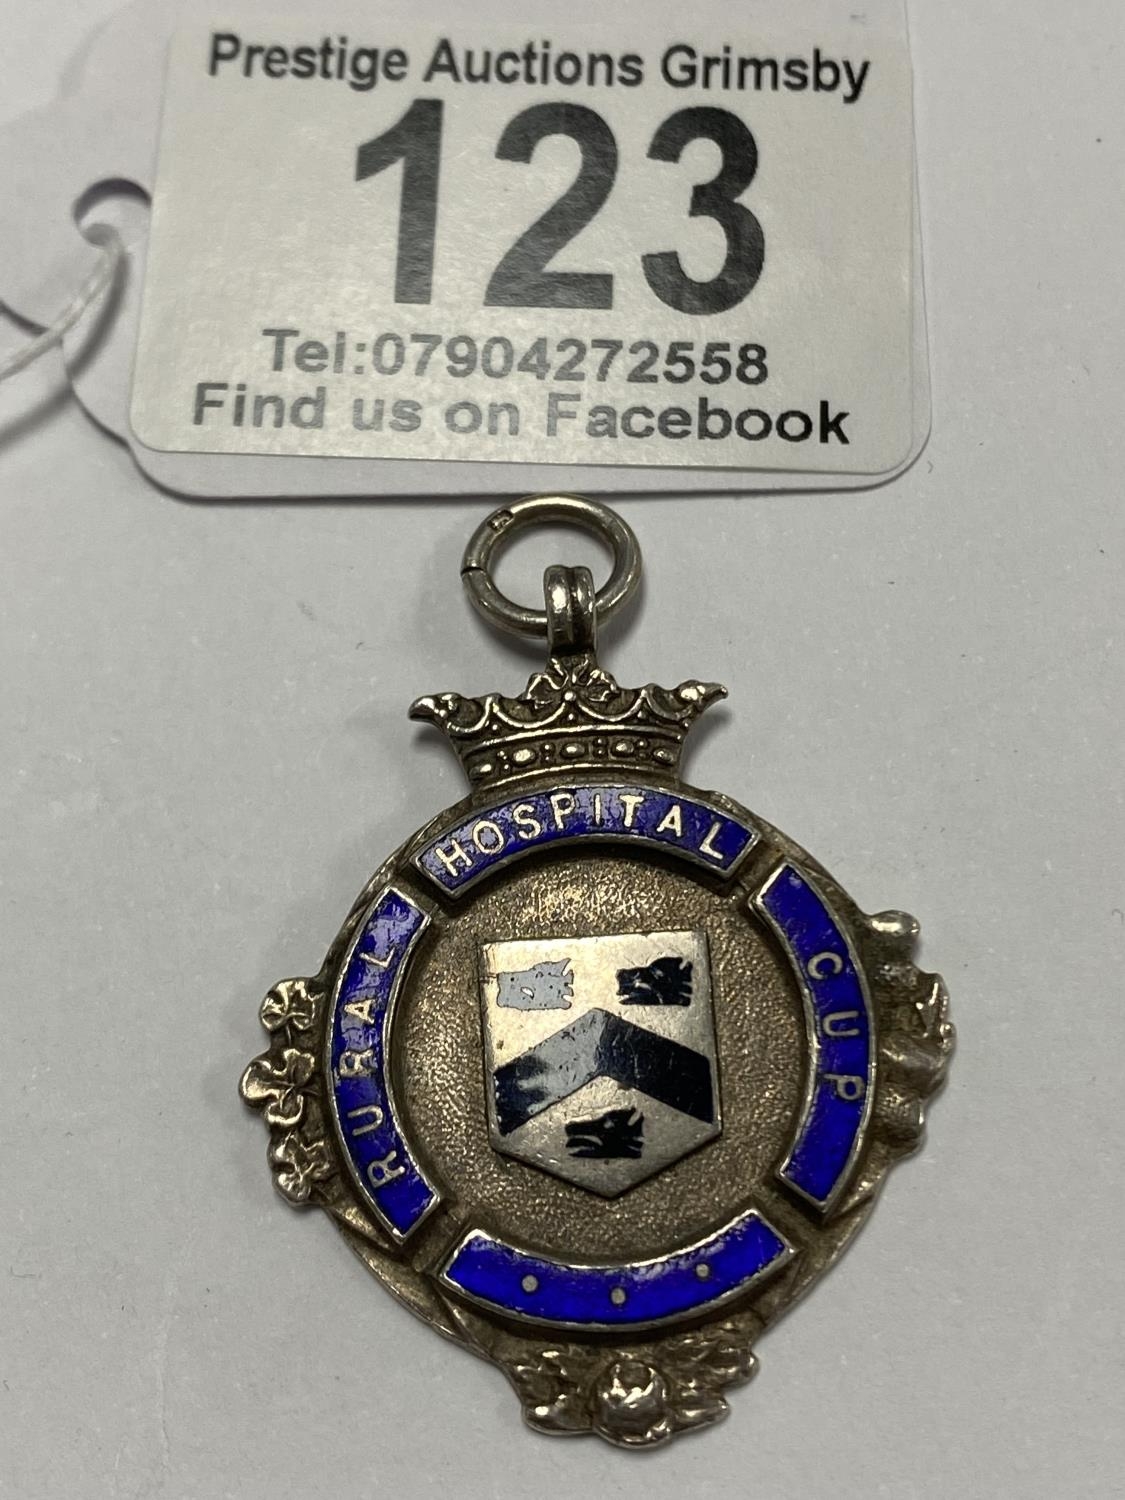 Prestige Auctions Grimsby
123
Tel:07904272558
Find us on Facebook
RURAL HOSPITAL CUP